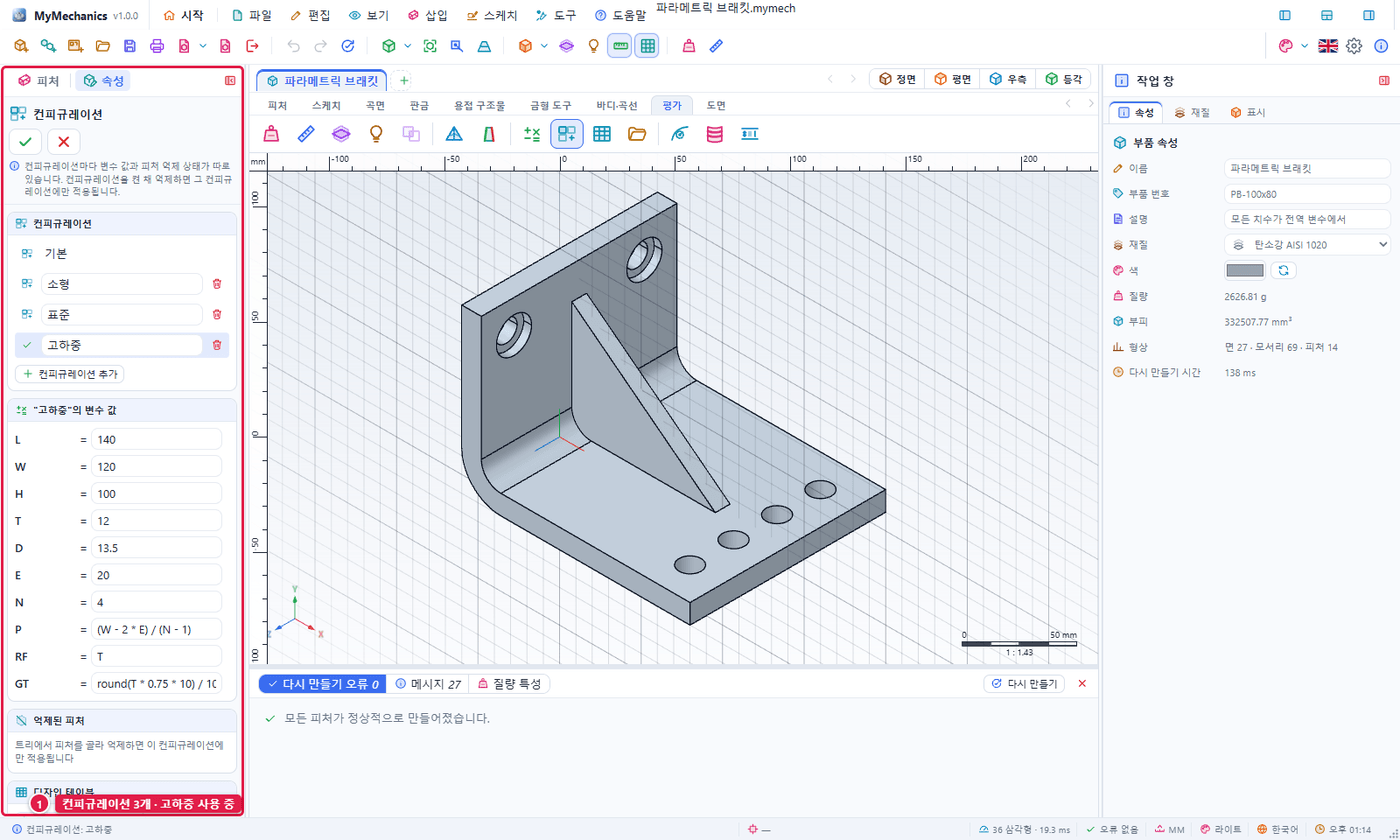 MyMechanics v1.0.0
시작
파일
편집
보기
삽입
스케치
도구
도움말
파라메트릭 브래킷.mymech
피처
속성
컨피규레이션
컨피규레이션마다 변수 값과 피처 억제 상태가 따로
있습니다. 컨피규레이션을 켠 채 억제하면 그 컨피규
레이션에만 적용됩니다.
컨피규레이션
기본
소형
표준
고하중
컨피규레이션 추가
"고하중"의 변수 값
L = 140
W = 120
H = 100
T = 12
D = 13.5
E = 20
N = 4
P = (W - 2 * E) / (N - 1)
RF = T
GT = round(T * 0.75 * 10) / 10
억제된 피처
트리에서 피처를 골라 억제하면 이 컨피규레이션에
만 적용됩니다
디자인 테이블
1 컨피규레이션 3개 · 고하중 사용 중
파라메트릭 브래킷
정면
평면
우측
등각
피처
스케치
곡면
판금
용접 구조물
금형 도구
바디·곡선
평가
도면
mm
-100
-50
0
50
100
150
200
100
50
0
50
100
Y
X
Z
0 50 mm
1 : 1.43
다시 만들기 오류 0
메시지 27
질량 특성
다시 만들기
모든 피처가 정상적으로 만들어졌습니다.
작업 창
속성
재질
표시
부품 속성
이름 파라메트릭 브래킷
부품 번호 PB-100x80
설명 모든 치수가 전역 변수에서
재질 탄소강 AISI 1020
색
질량 2626.81 g
부피 332507.77 mm³
형상 면 27 · 모서리 69 · 피처 14
다시 만들기 시간 138 ms
컨피규레이션: 고하중
—
36 삼각형 · 19.3 ms
오류 없음
MM
라이트
한국어
오후 01:14